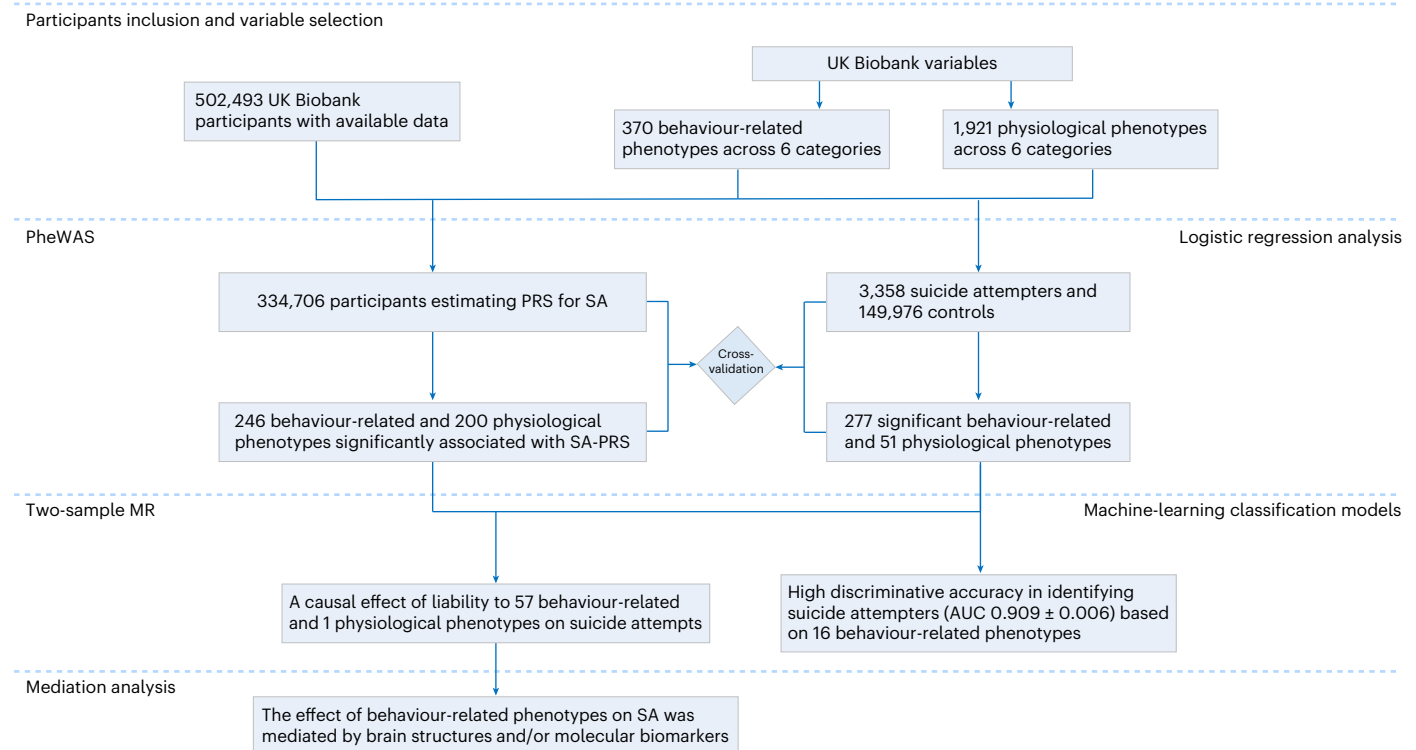 Participants inclusion and variable selection
UK Biobank variables
502,493 UK Biobank
participants with available data
370 behaviour-related
phenotypes across 6 categories
1,921 physiological phenotypes
across 6 categories
PheWAS
Logistic regression analysis
334,706 participants estimating PRS for SA
3,358 suicide attempters and
149,976 controls
Cross-
validation
246 behaviour-related and 200 physiological
phenotypes significantly associated with SA-PRS
277 significant behaviour-related
and 51 physiological phenotypes
Two-sample MR
Machine-learning classification models
A causal effect of liability to 57 behaviour-related
and 1 physiological phenotypes on suicide attempts
High discriminative accuracy in identifying
suicide attempters (AUC 0.909 ± 0.006) based
on 16 behaviour-related phenotypes
Mediation analysis
The effect of behaviour-related phenotypes on SA was
mediated by brain structures and/or molecular biomarkers